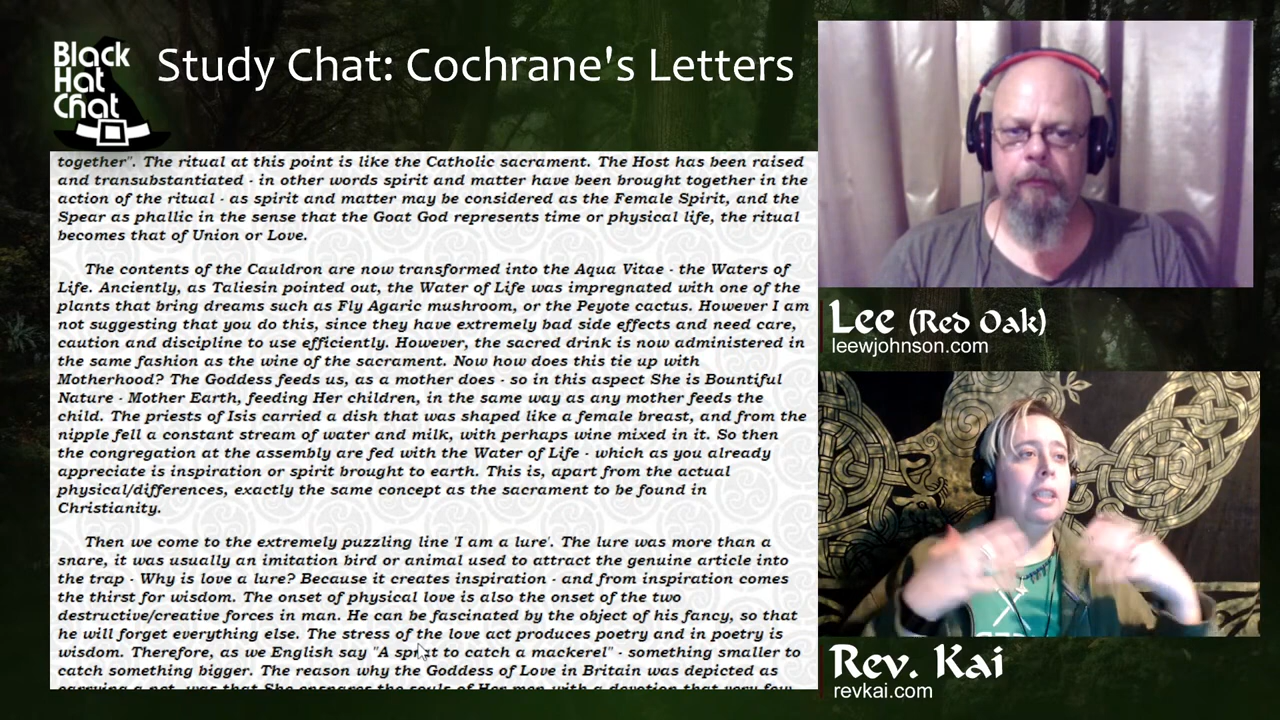 Black
Hat
Chat
Study Chat: Cochrane's Letters
together". The ritual at this point is like the Catholic sacrament. The Host has been raised
and transubstantiated - in other words spirit and matter have been brought together in the
action of the ritual - as spirit and matter may be considered as the Female Spirit, and the
Spear as phallic in the sense that the Goat God represents time or physical life, the ritual
becomes that of Union or Love.
The contents of the Cauldron are now transformed into the Aqua Vitae - the Waters of
Life. Anciently, as Taliesin pointed out, the Water of Life was impregnated with one of the
plants that bring dreams such as Fly Agaric mushroom, or the Peyote cactus. However I am
not suggesting that you do this, since they have extremely bad side effects and need care,
caution and discipline to use efficiently. However, the sacred drink is now administered in
the same fashion as the wine of the sacrament. Now how does this tie up with
Motherhood? The Goddess feeds us, as a mother does - so in this aspect She is Bountiful
Nature - Mother Earth, feeding Her children, in the same way as any mother feeds the
child. The priests of Isis carried a dish that was shaped like a female breast, and from the
nipple fell a constant stream of water and milk, with perhaps wine mixed in it. So then
the congregation at the assembly are fed with the Water of Life - which as you already
appreciate is inspiration or spirit brought to earth. This is, apart from the actual
physical/differences, exactly the same concept as the sacrament to be found in
Christianity.
Then we come to the extremely puzzling line 'I am a lure'. The lure was more than a
snare, it was usually an imitation bird or animal used to attract the genuine article into
the trap - Why is love a lure? Because it creates inspiration - and from inspiration comes
the thirst for wisdom. The onset of physical love is also the onset of the two
destructive/creative forces in man. He can be fascinated by the object of his fancy, so that
he will forget everything else. The stress of the love act produces poetry and in poetry is
wisdom. Therefore, as we English say "A sprat to catch a mackerel" - something smaller to
catch something bigger. The reason why the Goddess of Love in Britain was depicted as
carrying a net, was that She ensnares the souls of Her men with a devotion that very few
Lee (Red Oak)
leewjohnson.com
Rev. Kai
revkai.com